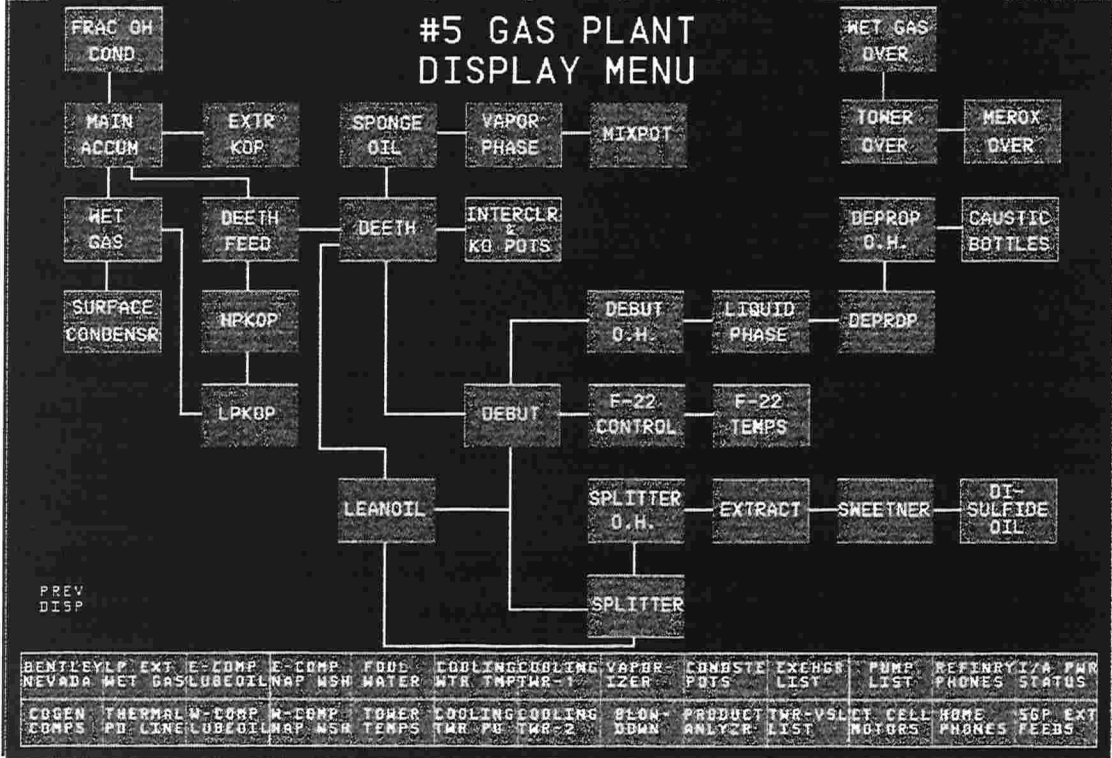 #5 GAS PLANT
DISPLAY MENU
FRAC OH
COND
WET GAS
OVER
MAIN
ACCUM
EXTR
KOP
SPONGE
OIL
VAPOR
PHASE
MIXPOT
TOWER
OVER
MEROX
OVER
WET
GAS
DEETH
FEED
DEETH
INTERCLR
&
KO POTS
DEPROP
O.H.
CAUSTIC
BOTTLES
SURFACE
CONDENSR
HPKOP
DEBUT
O.H.
LIQUID
PHASE
DEPROP
LPKOP
DEBUT
F-22
CONTROL
F-22
TEMPS
LEANOIL
SPLITTER
O.H.
EXTRACT
SWEETNER
DI-
SULFIDE
OIL
SPLITTER
PREV
DISP
BENTLEY
NEVADA
LP EXT
WET GAS
E-COMP
LUBEOIL
E-COMP
NAP WSH
FOUL
WATER
COOLING
WTR TMP
COOLING
TWR-1
VAPOR-
IZER
CONDSTE
POTS
EXEHGR
LIST
PUMP
LIST
REFINRY
PHONES
I/A PWR
STATUS
COGEN
COMPS
THERMAL
PD LINE
W-COMP
LUBEOIL
W-COMP
NAP WSH
TOWER
TEMPS
COOLING
TWR PU
COOLING
TWR-2
BLOW-
DOWN
PRODUCT
ANLYZR
TWR-VSL
LIST
CT CELL
MOTORS
HOME
PHONES
SGP EXT
FEEDS